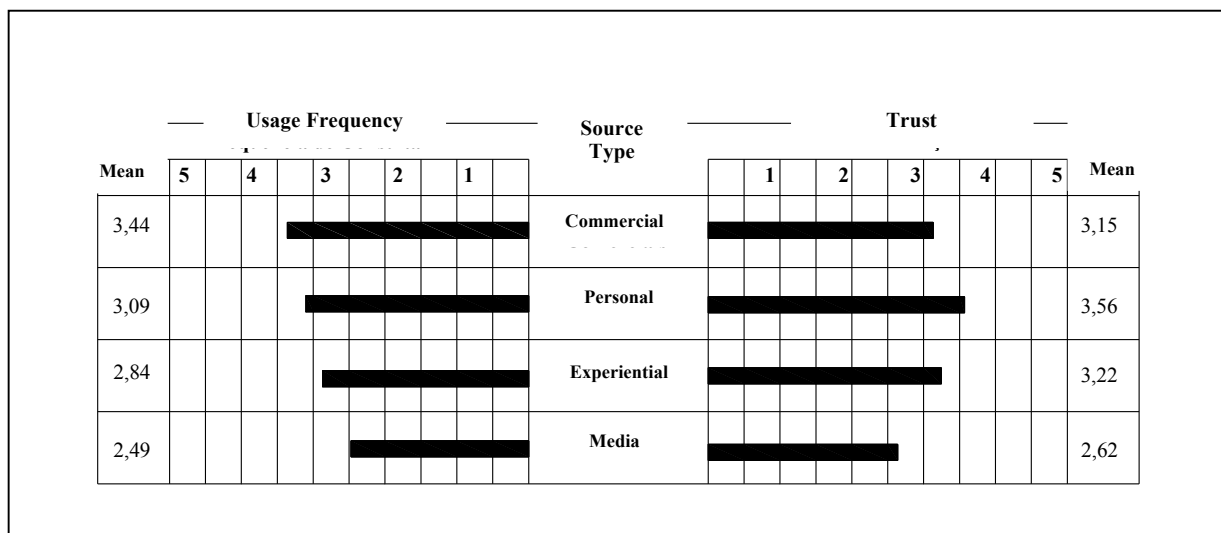 Usage Frequency
Source
Type
Trust
Mean 5 4 3 2 1
1 2 3 4 5 Mean
3,44 Commercial 3,15
3,09 Personal 3,56
2,84 Experiential 3,22
2,49 Media 2,62